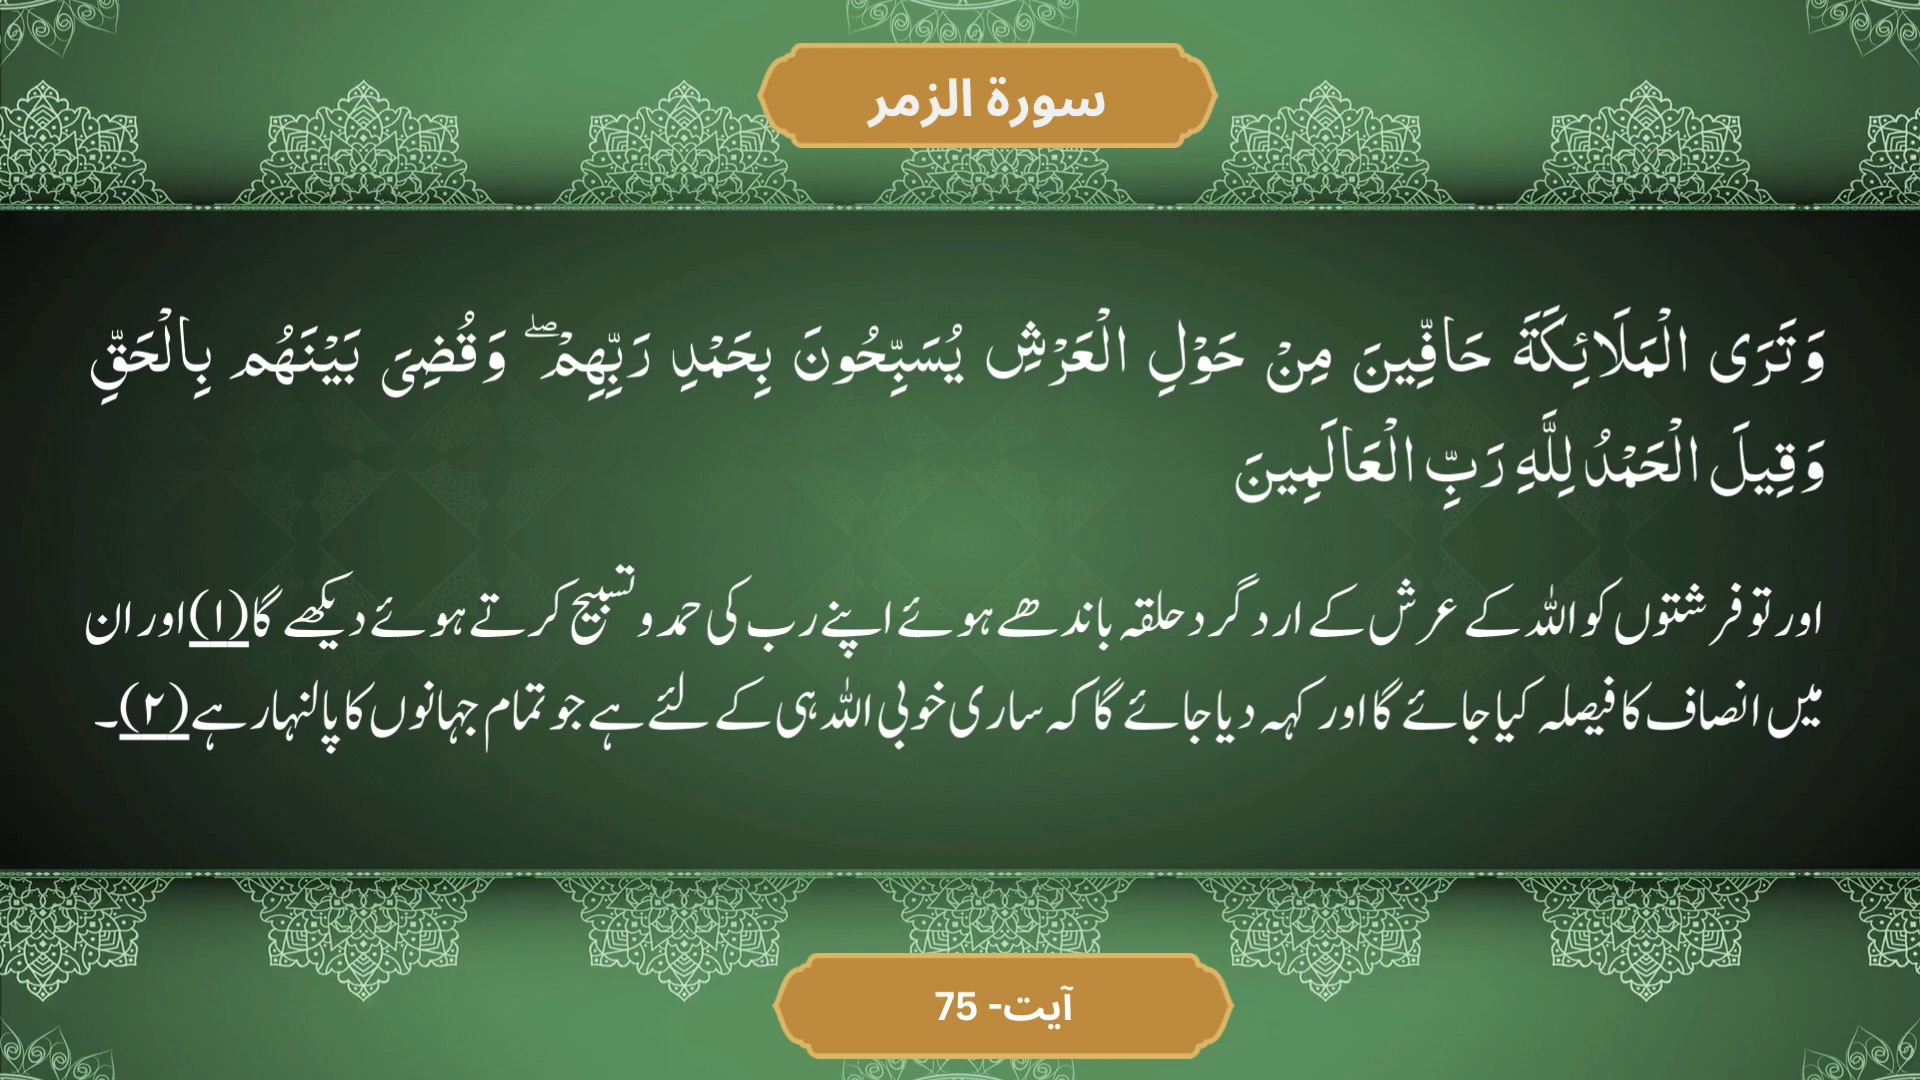 سورة الزمر
وَتَرَى الْمَلَائِكَةَ حَافِّينَ مِنْ حَوْلِ الْعَرْشِ يُسَبِّحُونَ بِحَمْدِ رَبِّهِمْ ۖ وَقُضِيَ بَيْنَهُم بِالْحَقِّ
وَقِيلَ الْحَمْدُ لِلَّهِ رَبِّ الْعَالَمِينَ
اور تو فرشتوں کو اللہ کے عرش کے ارد گرد حلقہ باندھے ہوئے اپنے رب کی حمد و تسبیح کرتے ہوئے دیکھے گا(۱) اور ان
میں انصاف کا فیصلہ کیا جائے گا اور کہہ دیا جائے گا کہ ساری خوبی اللہ ہی کے لئے ہے جو تمام جہانوں کا پالنہار ہے(۲)۔
آیت- 75